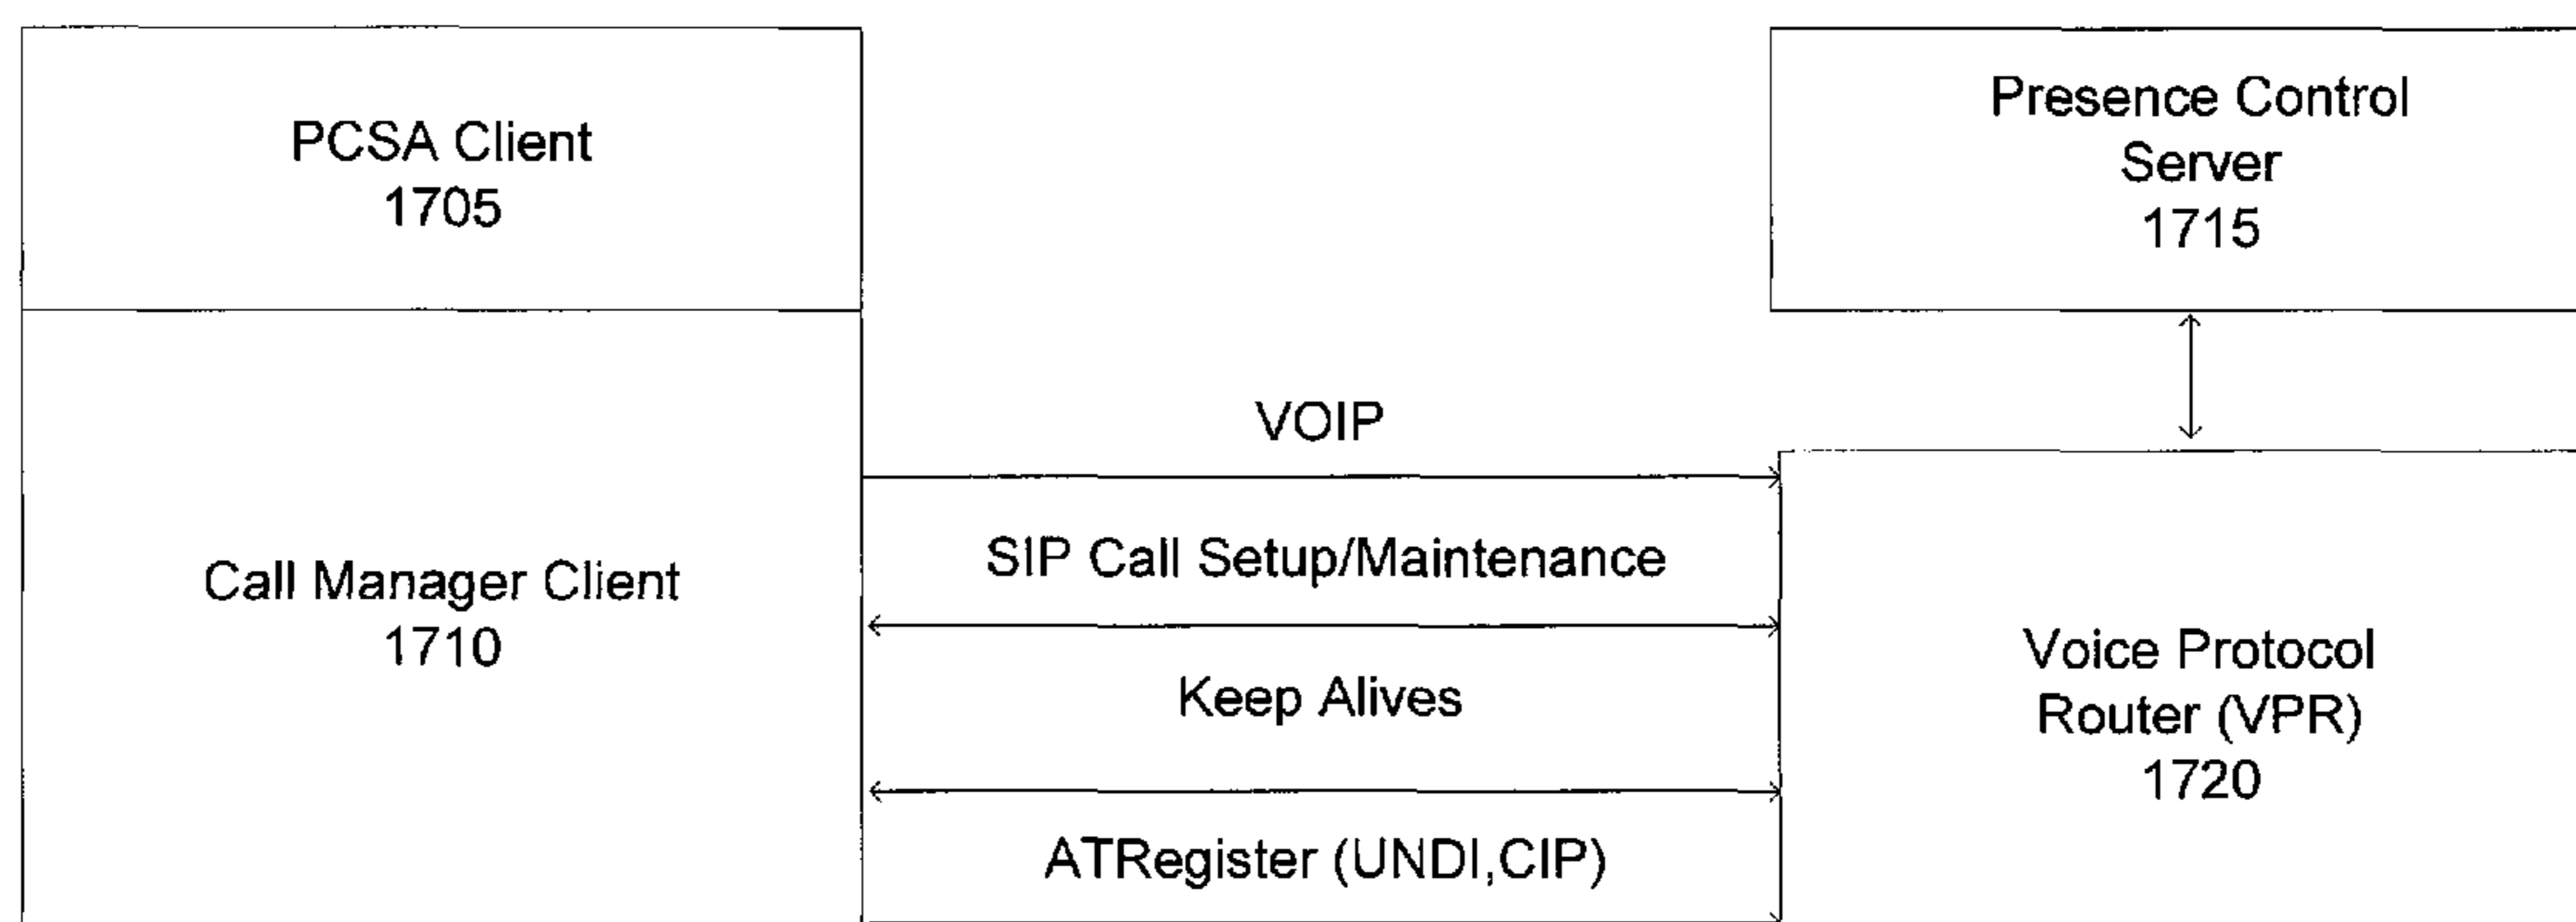 PCSA Client
1705
Presence Control
Server
1715
VOIP
SIP Call Setup/Maintenance
Call Manager Client
1710
Keep Alives
Voice Protocol
Router (VPR)
1720
ATRegister (UNDI,CIP)